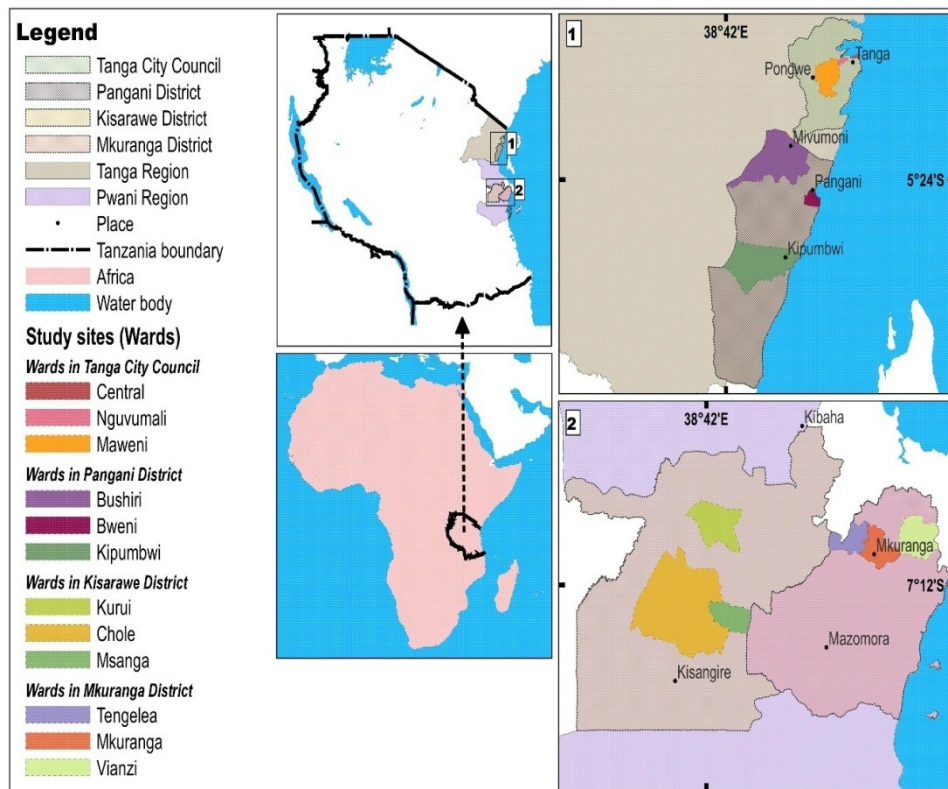 Legend
Tanga City Council
Pangani District
Kisarawe District
Mkuranga District
Tanga Region
Pwani Region
Place
Tanzania boundary
Africa
Water body
Study sites (Wards)
Wards in Tanga City Council
Central
Nguvumali
Maweni
Wards in Pangani District
Bushiri
Bweni
Kipumbwi
Wards in Kisarawe District
Kurui
Chole
Msanga
Wards in Mkuranga District
Tengelea
Mkuranga
Vianzi
1
2
1
38°42'E
Tanga
Pongwe
Mivumoni
5°24'S
Pangani
Kipumbwi
2
38°42'E
Kibaha
Mkuranga
7°12'S
Mazomora
Kisangire